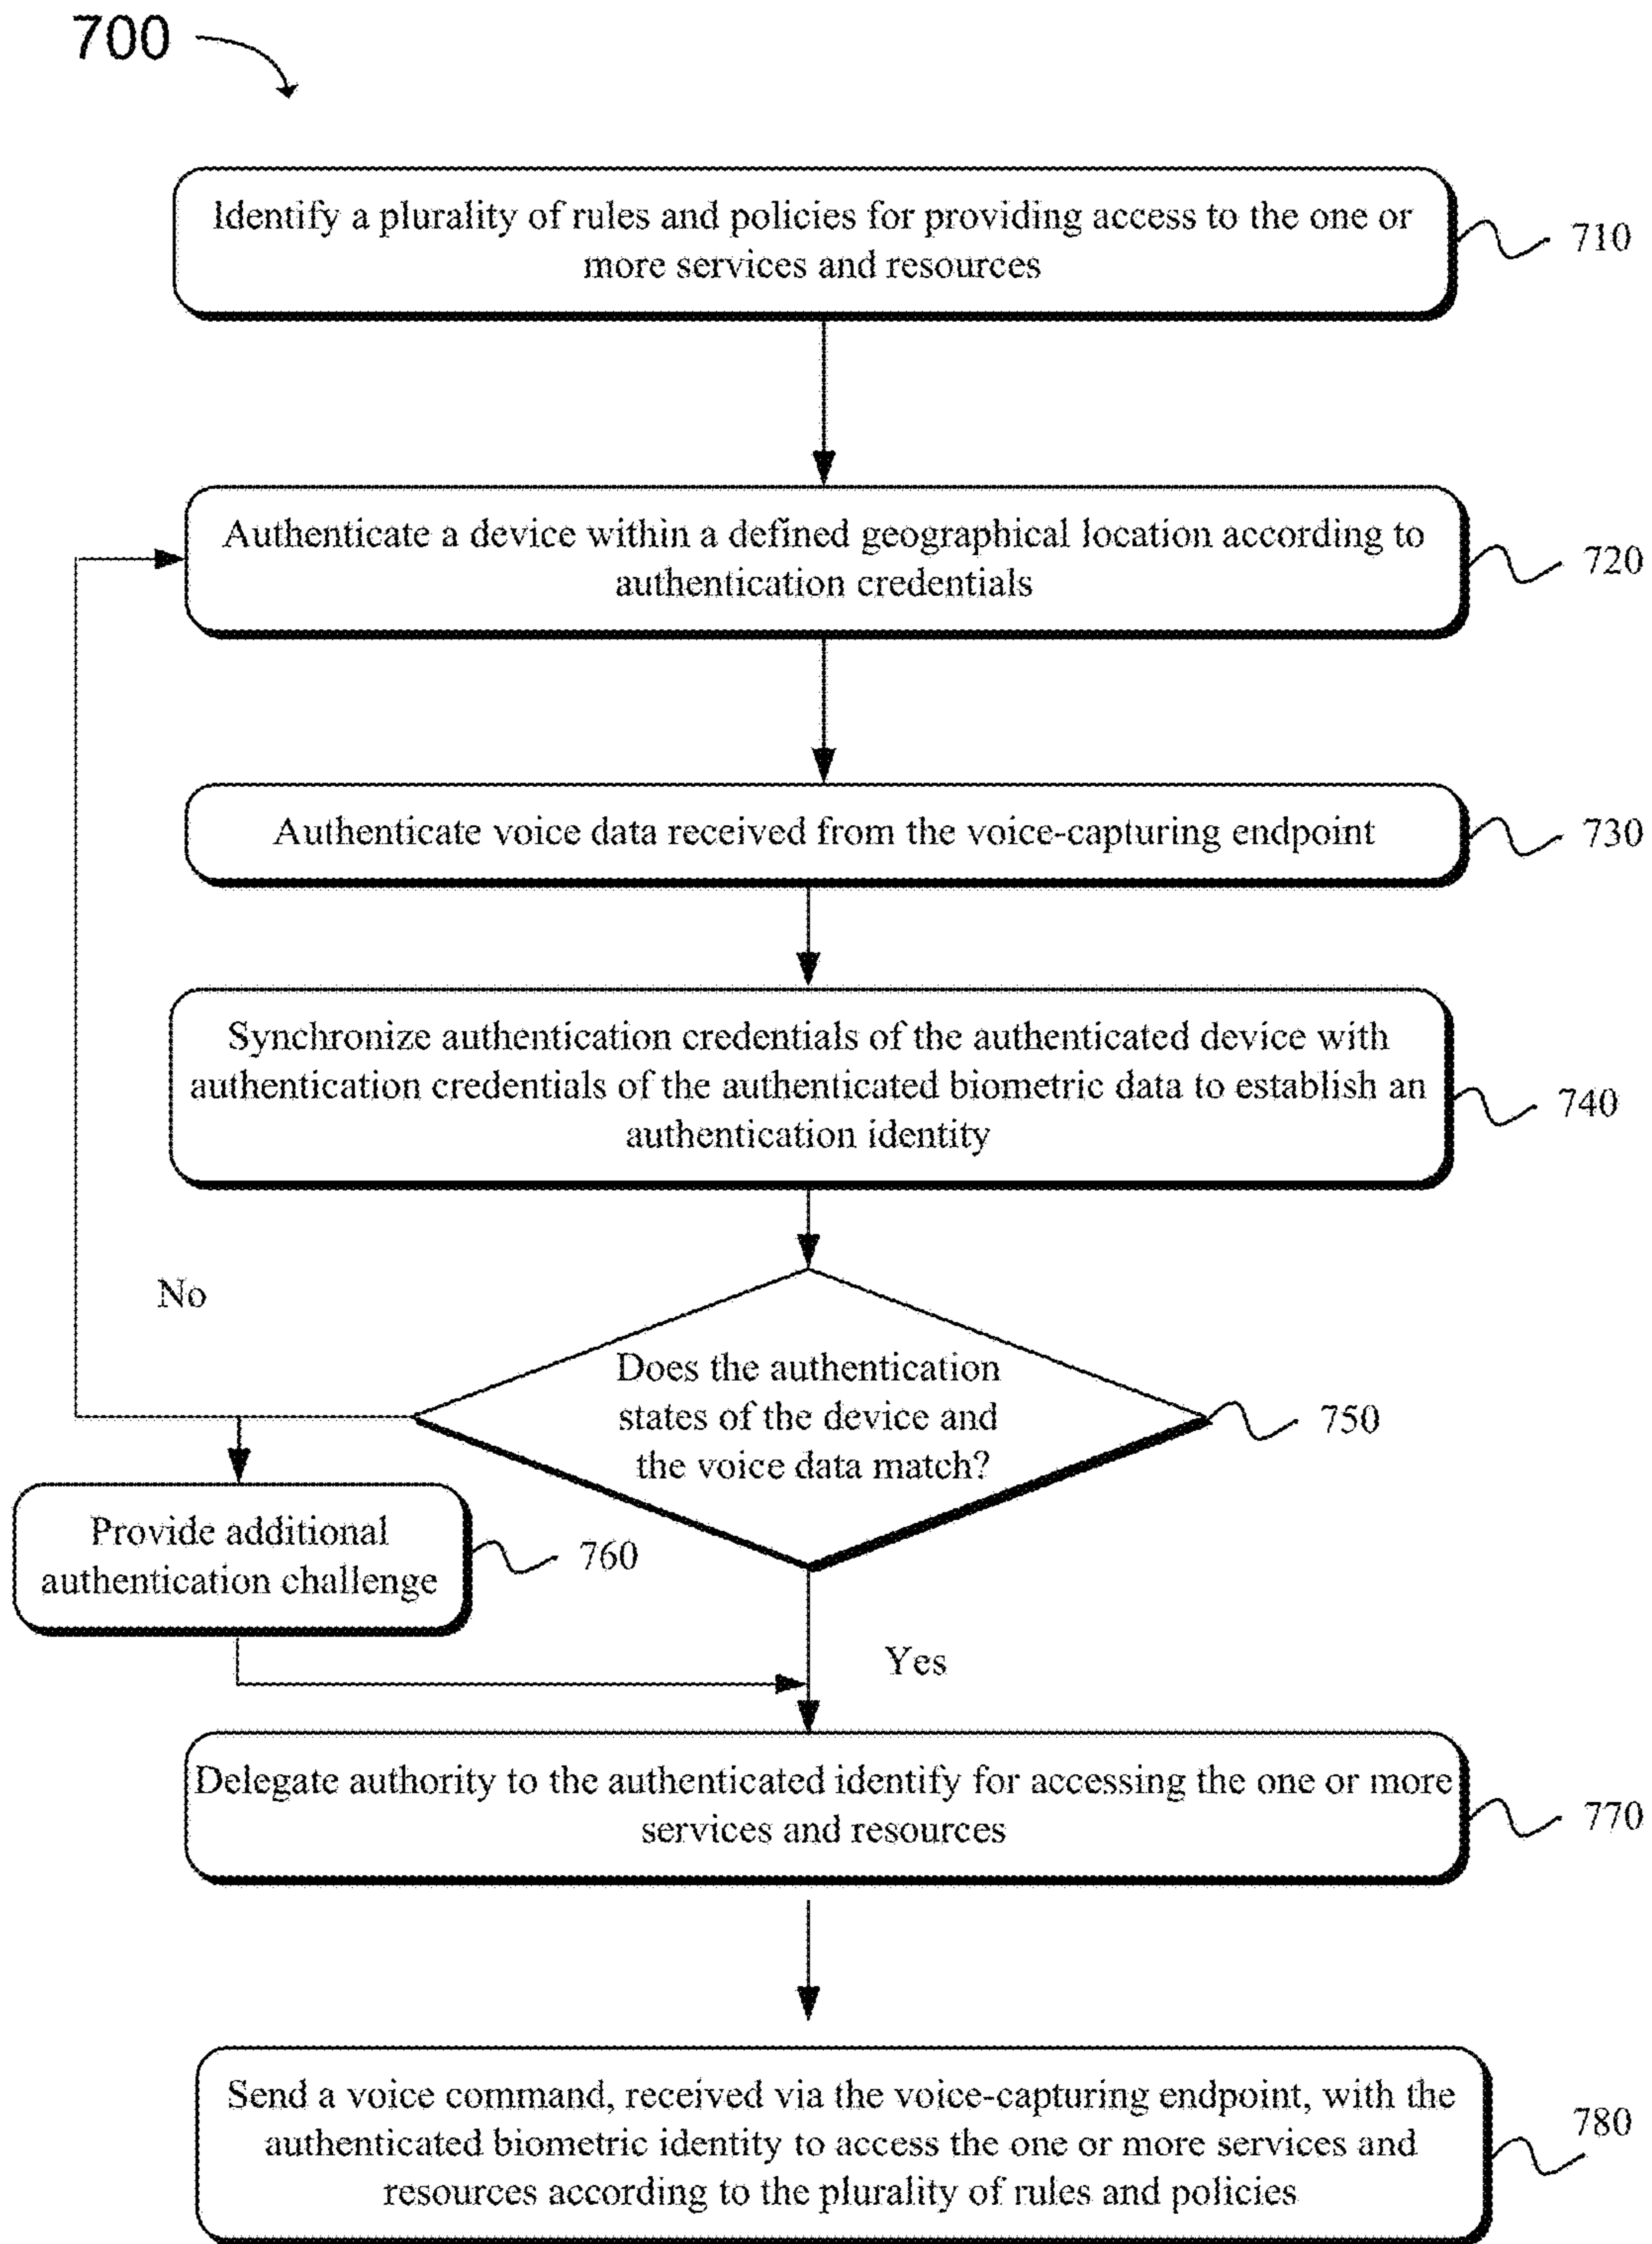 700
Identify a plurality of rules and policies for providing access to the one or
more services and resources
710
Authenticate a device within a defined geographical location according to
authentication credentials
720
Authenticate voice data received from the voice-capturing endpoint
730
Synchronize authentication credentials of the authenticated device with
authentication credentials of the authenticated biometric data to establish an
authentication identity
740
No
Does the authentication
states of the device and
the voice data match?
750
Provide additional
authentication challenge
760
Yes
Delegate authority to the authenticated identify for accessing the one or more
services and resources
770
Send a voice command, received via the voice-capturing endpoint, with the
authenticated biometric identity to access the one or more services and
resources according to the plurality of rules and policies
780